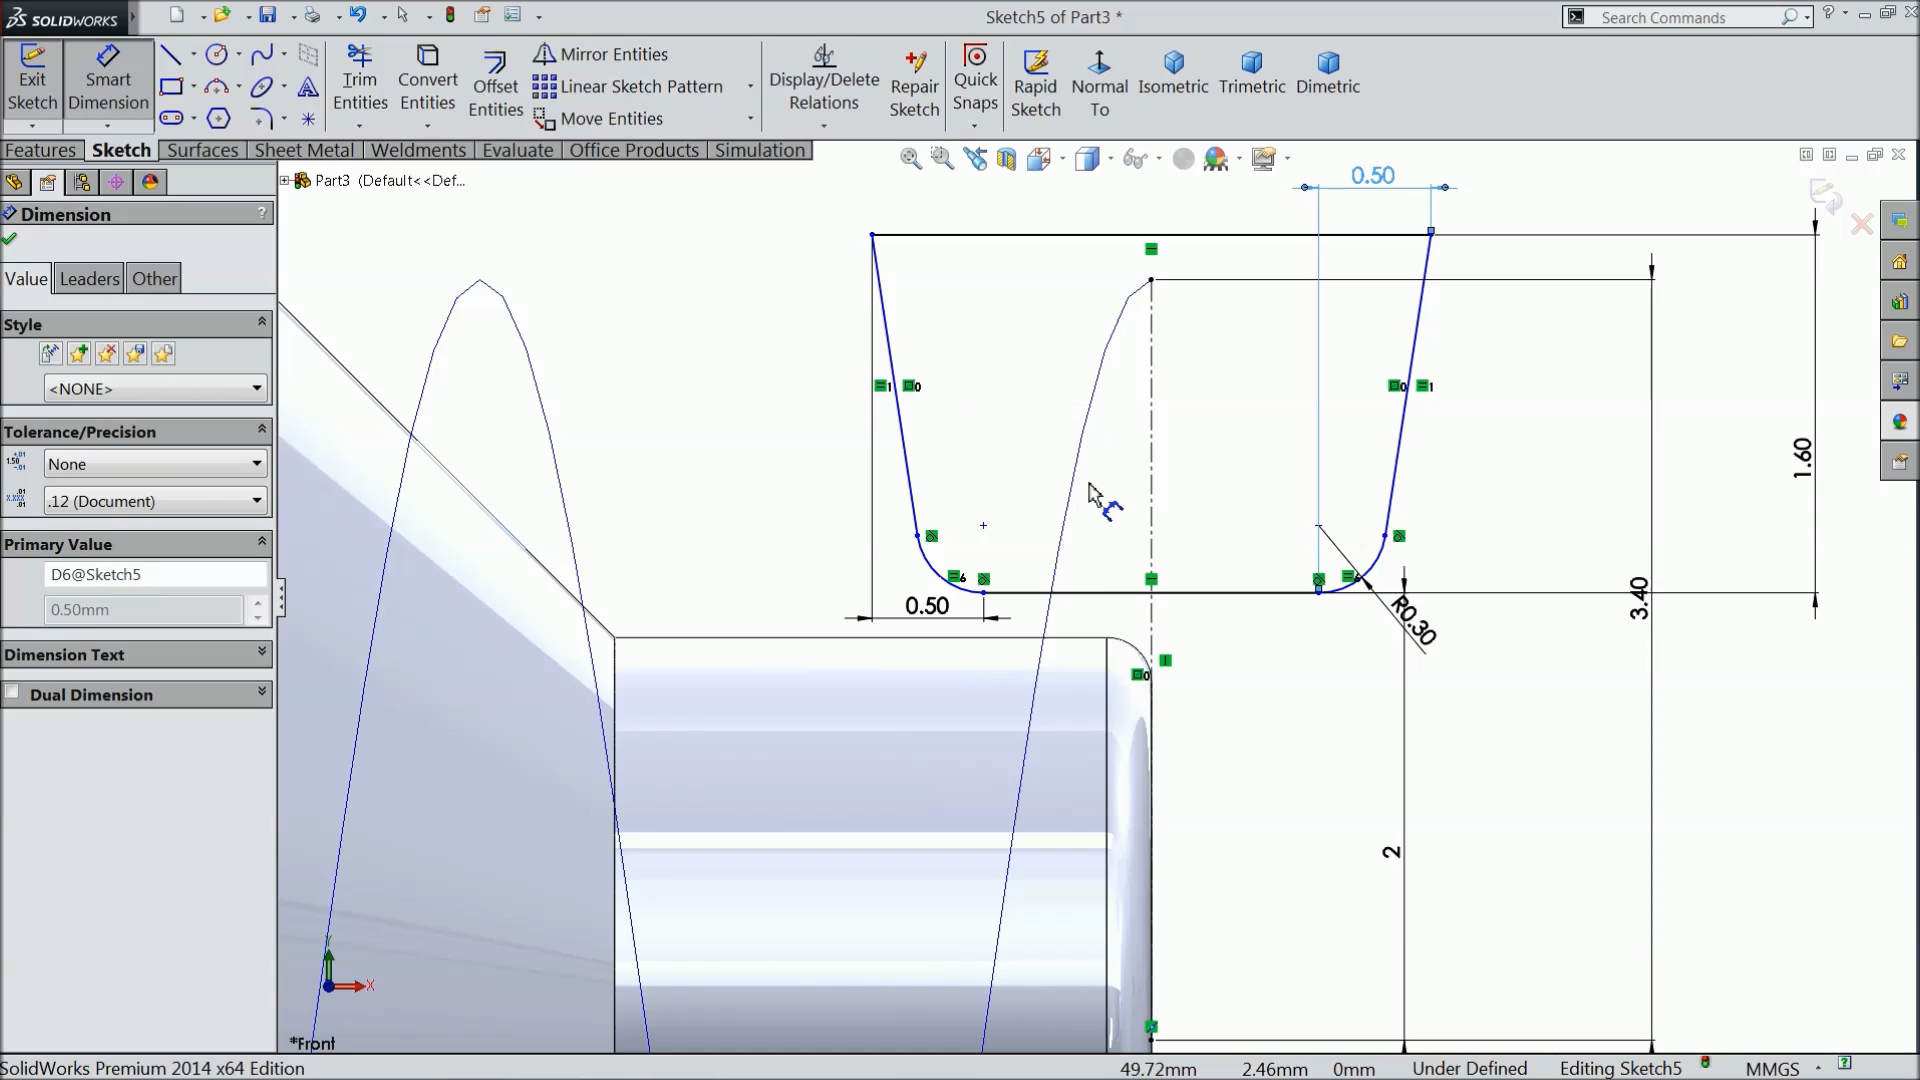 SOLIDWORKS
Sketch5 of Part3 *
Search Commands
?
Exit Sketch
Smart Dimension
Trim Entities
Convert Entities
Offset Entities
Mirror Entities
Linear Sketch Pattern
Move Entities
Display/Delete Relations
Repair Sketch
Quick Snaps
Rapid Sketch
Normal To
Isometric
Trimetric
Dimetric
Features
Sketch
Surfaces
Sheet Metal
Weldments
Evaluate
Office Products
Simulation
Part3 (Default<<Def...
Dimension
?
Value
Leaders
Other
Style
<NONE>
Tolerance/Precision
None
.12 (Document)
Primary Value
D6@Sketch5
0.50mm
Dimension Text
Dual Dimension
0.50
0.50
R0.30
1.60
3.40
2
Y
X
*Front
SolidWorks Premium 2014 x64 Edition
49.72mm
2.46mm
0mm
Under Defined
Editing Sketch5
MMGS
?